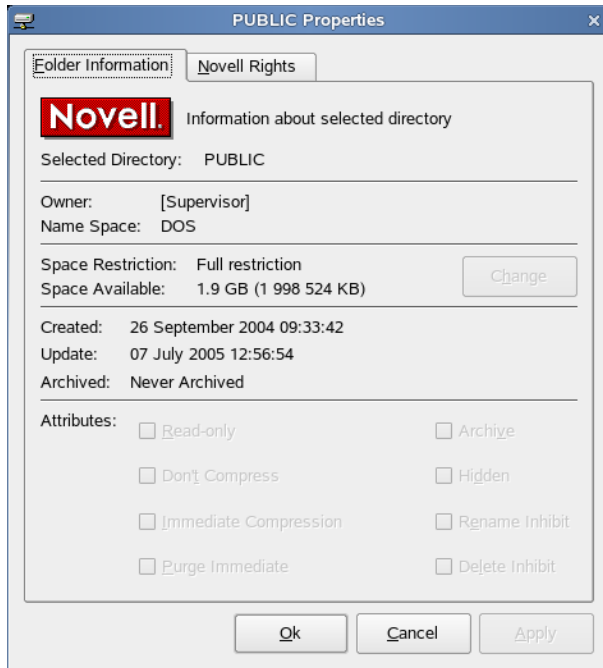 PUBLIC Properties
Folder Information
Novell Rights
Novell.
Information about selected directory
Selected Directory: PUBLIC
Owner: [Supervisor]
Name Space: DOS
Space Restriction: Full restriction
Space Available: 1.9 GB (1 998 524 KB)
Change
Created: 26 September 2004 09:33:42
Update: 07 July 2005 12:56:54
Archived: Never Archived
Attributes:
Read-only
Archive
Don't Compress
Hidden
Immediate Compression
Rename Inhibit
Purge Immediate
Delete Inhibit
Ok
Cancel
Apply